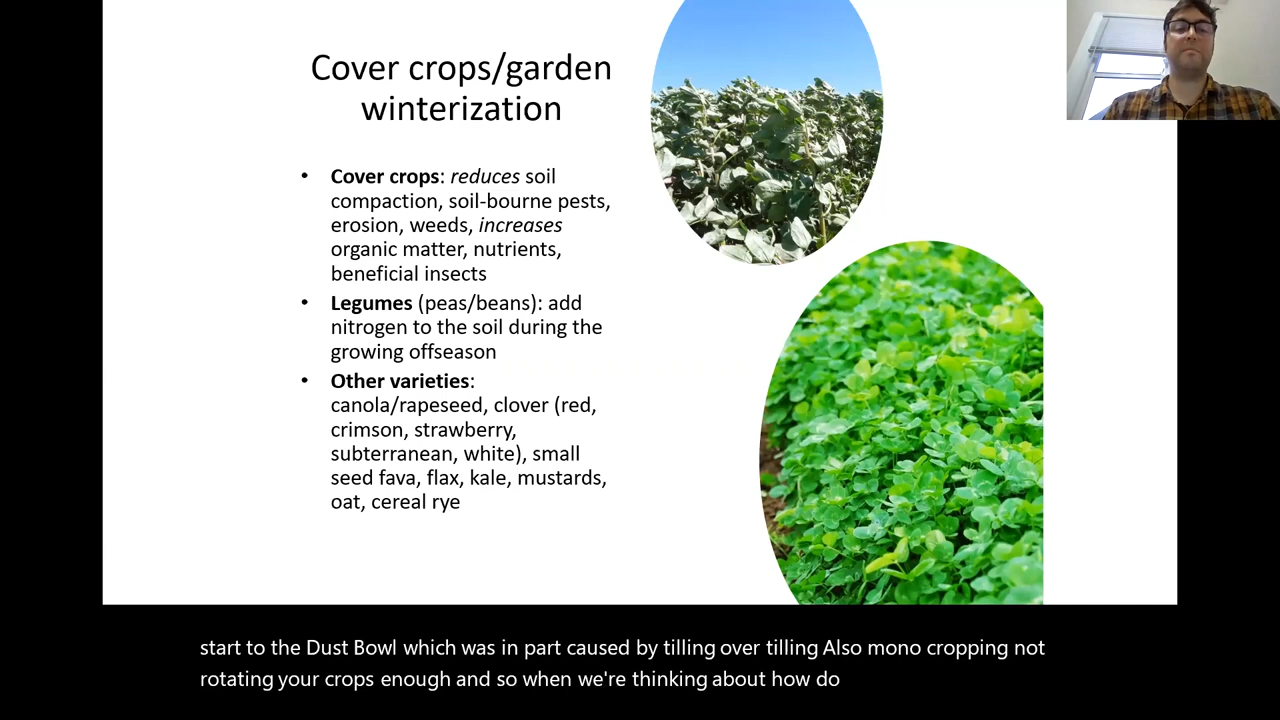 Cover crops/garden
winterization
• Cover crops: reduces soil
compaction, soil-bourne pests,
erosion, weeds, increases
organic matter, nutrients,
beneficial insects
• Legumes (peas/beans): add
nitrogen to the soil during the
growing offseason
• Other varieties:
canola/rapeseed, clover (red,
crimson, strawberry,
subterranean, white), small
seed fava, flax, kale, mustards,
oat, cereal rye
start to the Dust Bowl which was in part caused by tilling over tilling Also mono cropping not
rotating your crops enough and so when we're thinking about how do